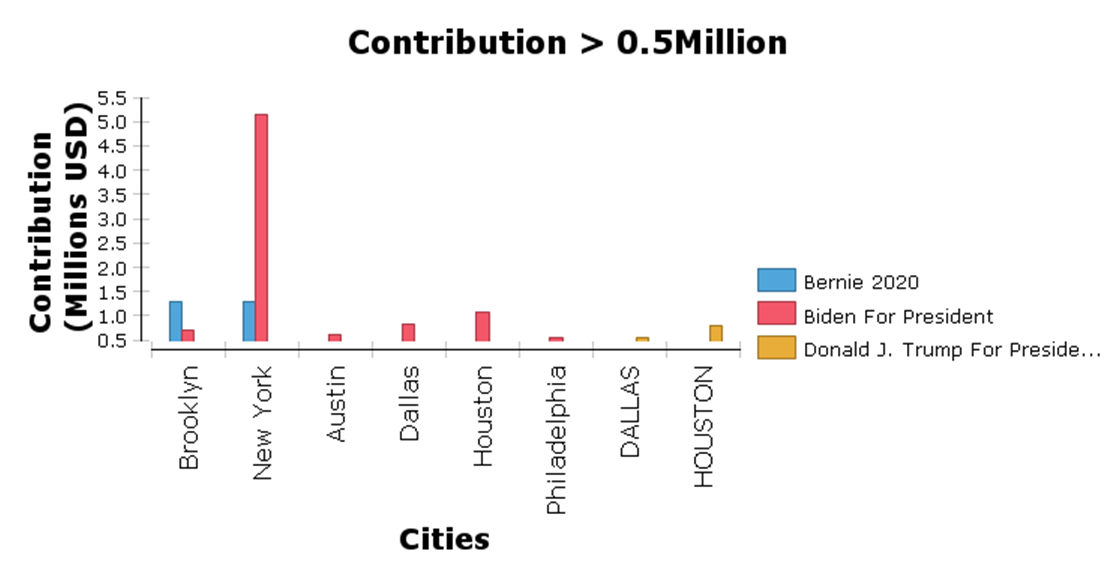 Contribution > 0.5Million
Contribution
(Millions USD)
5.5
5.0
4.5
4.0
3.5
3.0
2.5
2.0
1.5
1.0
0.5
Bernie 2020
Biden For President
Donald J. Trump For Preside...
Brooklyn
New York
Austin
Dallas
Houston
Philadelphia
DALLAS
HOUSTON
Cities